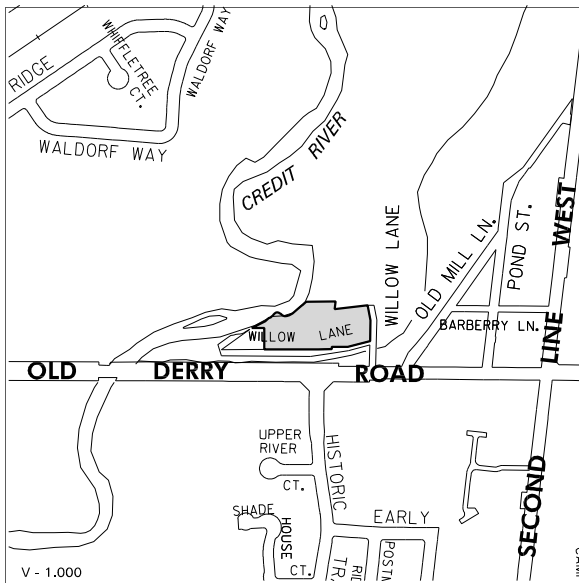 WHIFFLETREE
CT.
WALDORF WAY
RIDGE
WALDORF WAY
CREDIT RIVER
WILLOW LANE
OLD MILL LN.
POND ST.
WEST
BARBERRY LN.
WILLOW LANE
LINE
OLD DERRY ROAD
UPPER
RIVER
CT.
HISTORIC
SECOND
SHADE
HOUSE
CT.
EARLY
TR.
V - 1.000